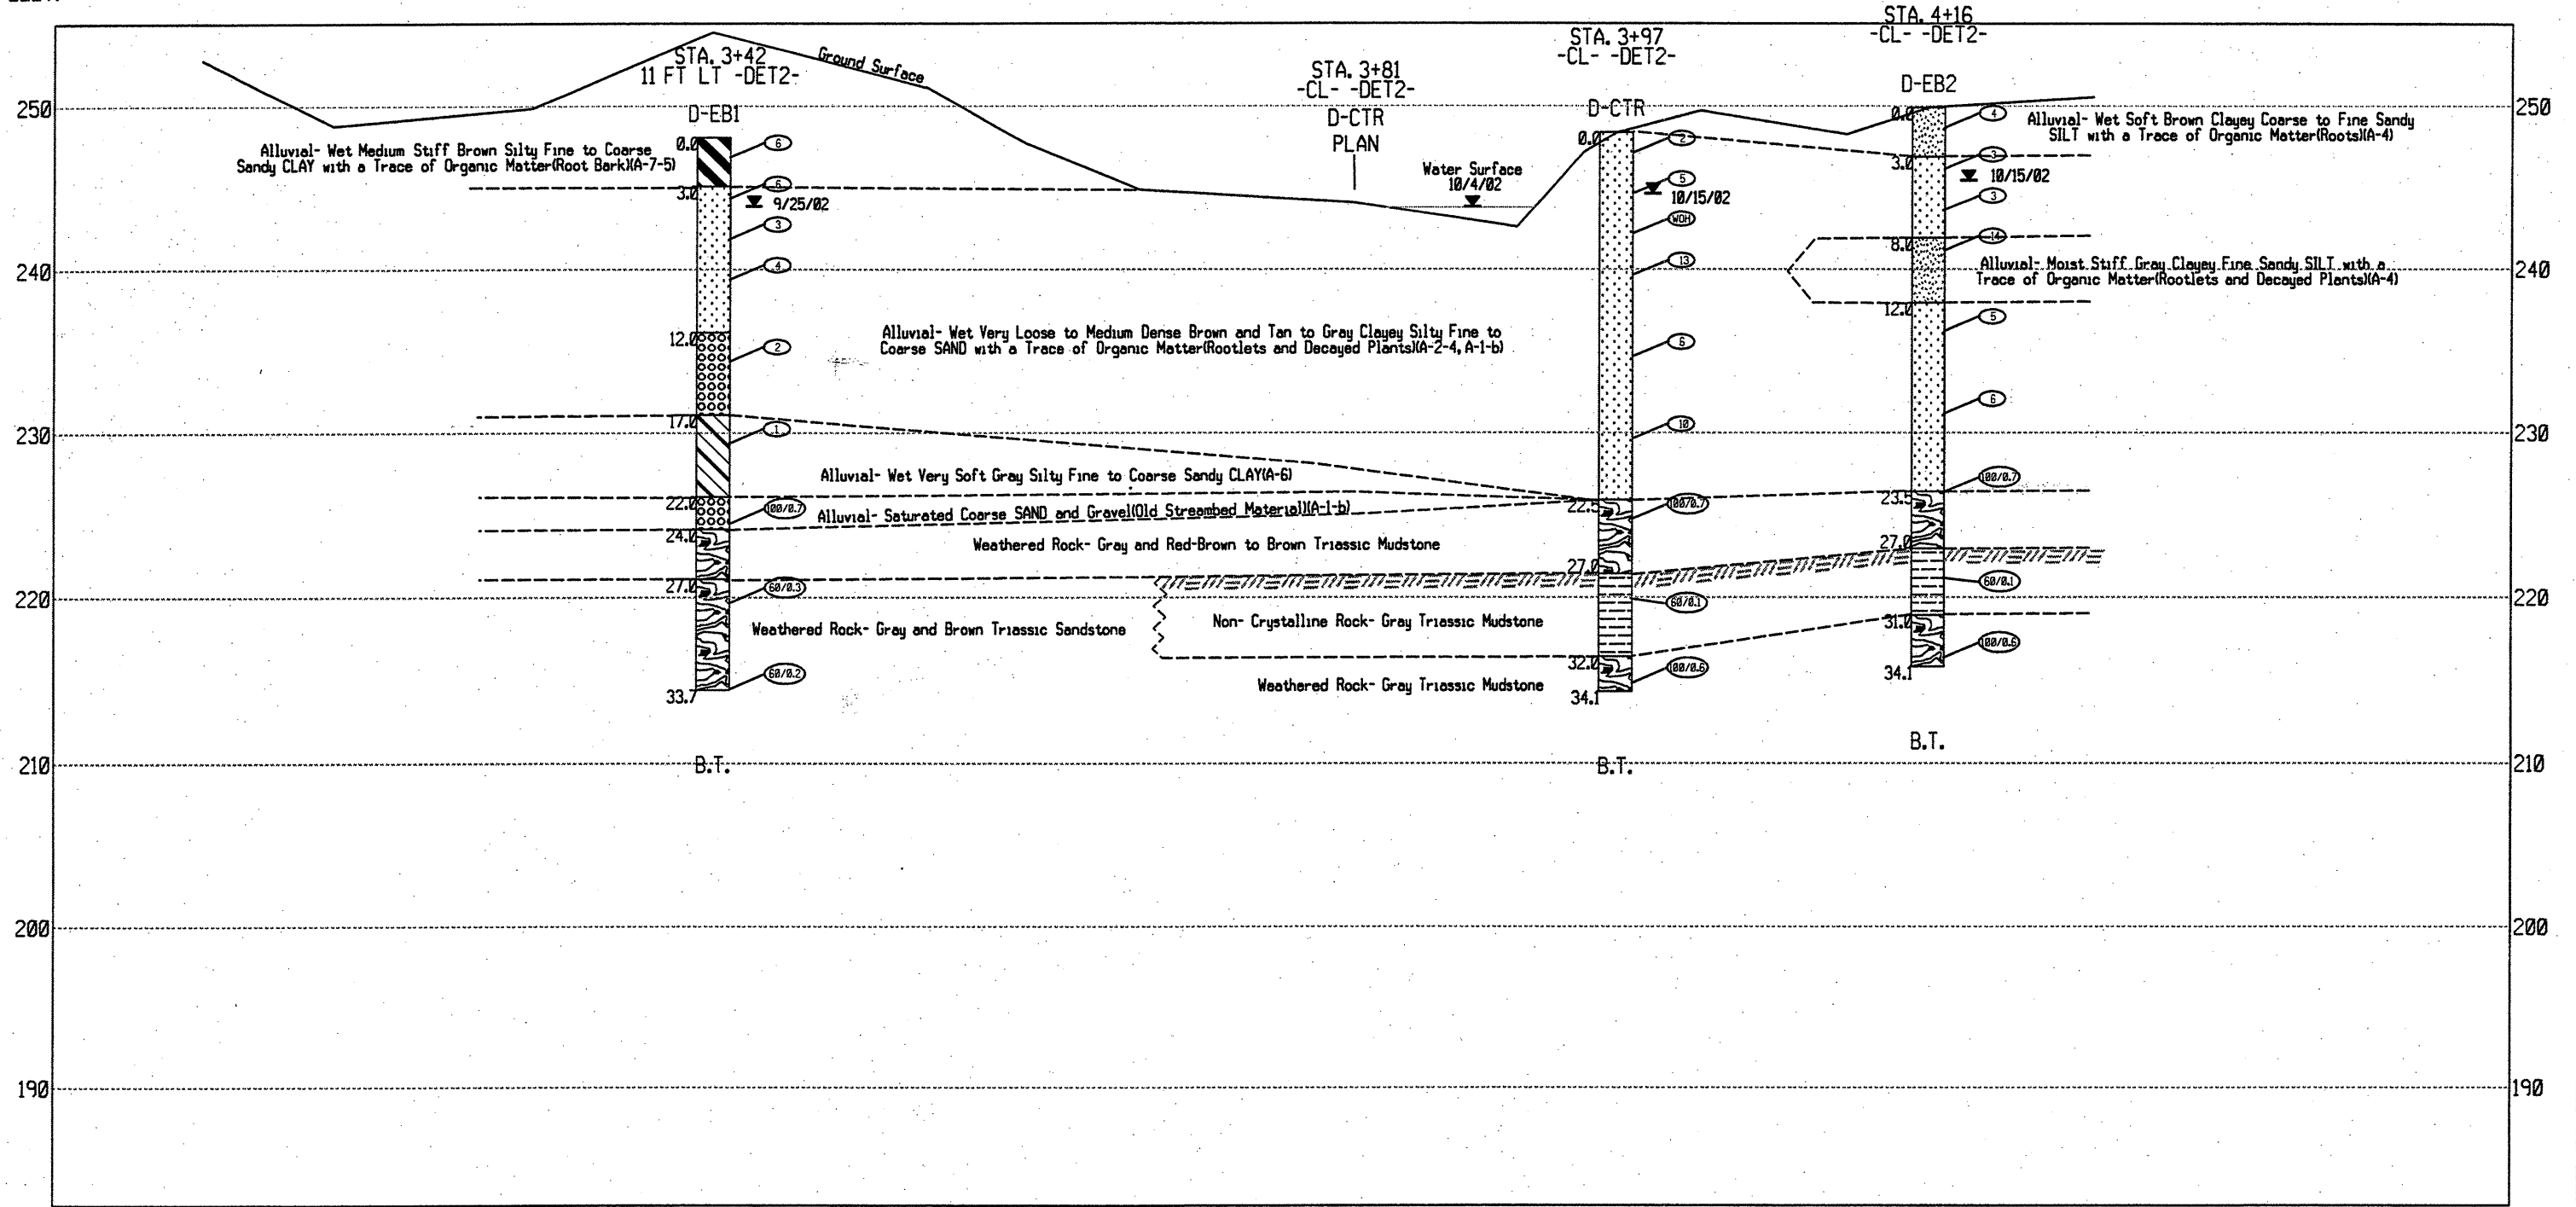 STA. 4+16
-CL- -DET2-
STA. 3+97
-CL- -DET2-
STA. 3+42
11 FT LT -DET2-
Ground Surface
STA. 3+81
-CL- -DET2-
D-CTR
PLAN
D-EB1
D-CTR
D-EB2
250
250
240
240
230
230
220
220
210
210
200
200
190
190
Alluvial- Wet Medium Stiff Brown Silty Fine to Coarse
Sandy CLAY with a Trace of Organic Matter(Root Bark)(A-7-5)
0.0
3.0
12.0
17.0
22.0
24.0
27.0
33.7
6
6
9/25/02
3
4
2
1
100/0.7
60/0.3
60/0.2
B.T.
Water Surface
10/4/02
Alluvial- Wet Very Loose to Medium Dense Brown and Tan to Gray Clayey Silty Fine to
Coarse SAND with a Trace of Organic Matter(Rootlets and Decayed Plants)(A-2-4, A-1-b)
Alluvial- Wet Very Soft Gray Silty Fine to Coarse Sandy CLAY(A-6)
Alluvial- Saturated Coarse SAND and Gravel(Old Streambed Material)(A-1-b)
Weathered Rock- Gray and Red-Brown to Brown Triassic Mudstone
Weathered Rock- Gray and Brown Triassic Sandstone
Non- Crystalline Rock- Gray Triassic Mudstone
Weathered Rock- Gray Triassic Mudstone
0.0
22.5
27.0
32.0
34.1
2
5
10/15/02
WOH
13
6
10
100/0.7
60/0.1
100/0.6
B.T.
0.0
3.0
8.0
12.0
23.5
27.0
31.0
34.1
4
3
10/15/02
3
14
5
6
100/0.7
60/0.1
100/0.6
B.T.
Alluvial- Wet Soft Brown Clayey Coarse to Fine Sandy
SILT with a Trace of Organic Matter(Roots)(A-4)
Alluvial- Moist Stiff Gray Clayey Fine Sandy SILT with a
Trace of Organic Matter(Rootlets and Decayed Plants)(A-4)